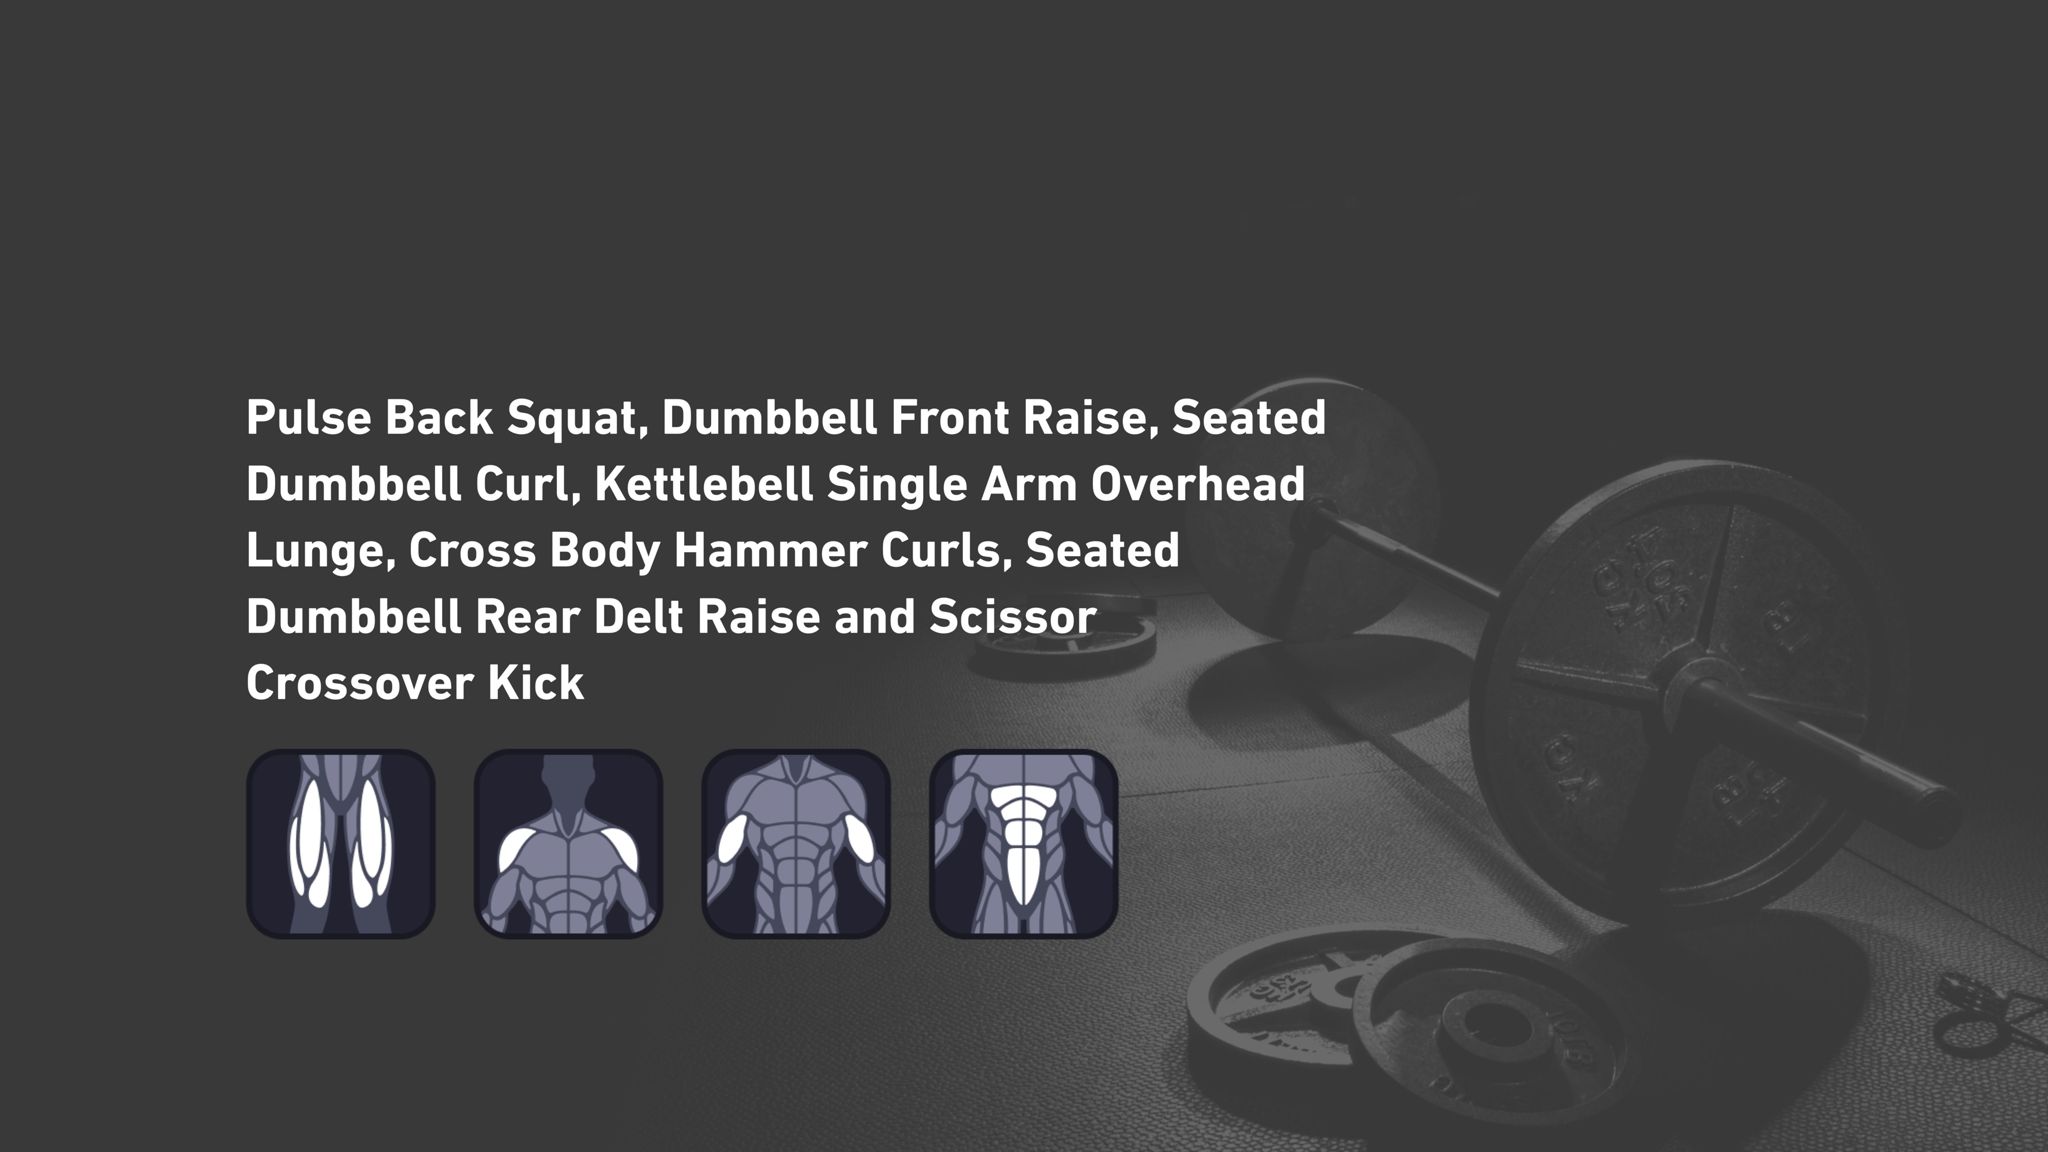 Pulse Back Squat, Dumbbell Front Raise, Seated
Dumbbell Curl, Kettlebell Single Arm Overhead
Lunge, Cross Body Hammer Curls, Seated
Dumbbell Rear Delt Raise and Scissor
Crossover Kick